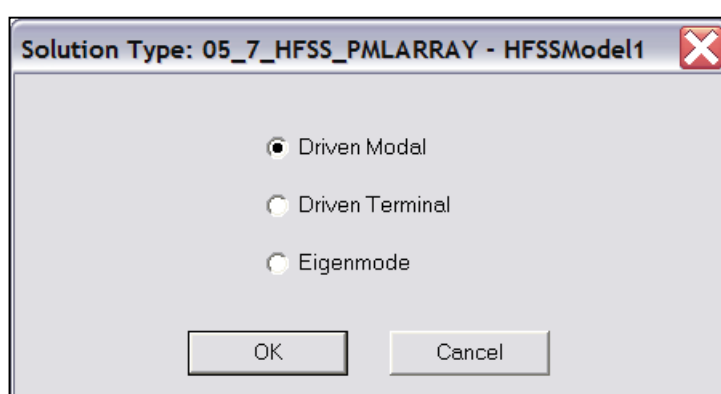 Solution Type: 05_7_HFSS_PMLARRAY - HFSSModel1
Driven Modal
Driven Terminal
Eigenmode
OK Cancel